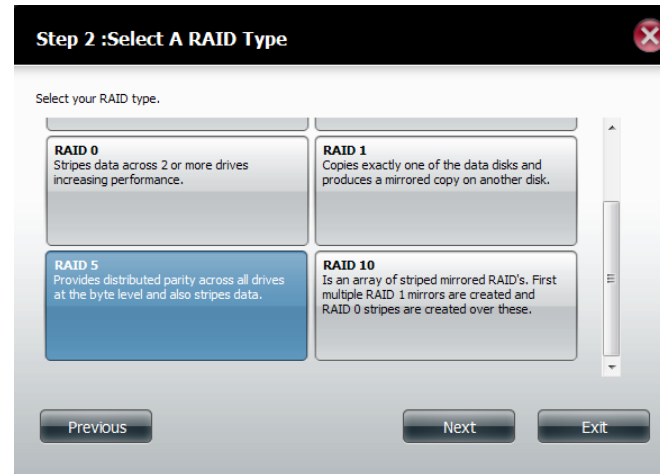 Step 2 :Select A RAID Type
Select your RAID type.
RAID 0
Stripes data across 2 or more drives
increasing performance.
RAID 1
Copies exactly one of the data disks and
produces a mirrored copy on another disk.
RAID 5
Provides distributed parity across all drives
at the byte level and also stripes data.
RAID 10
Is an array of striped mirrored RAID's. First
multiple RAID 1 mirrors are created and
RAID 0 stripes are created over these.
Previous
Next
Exit